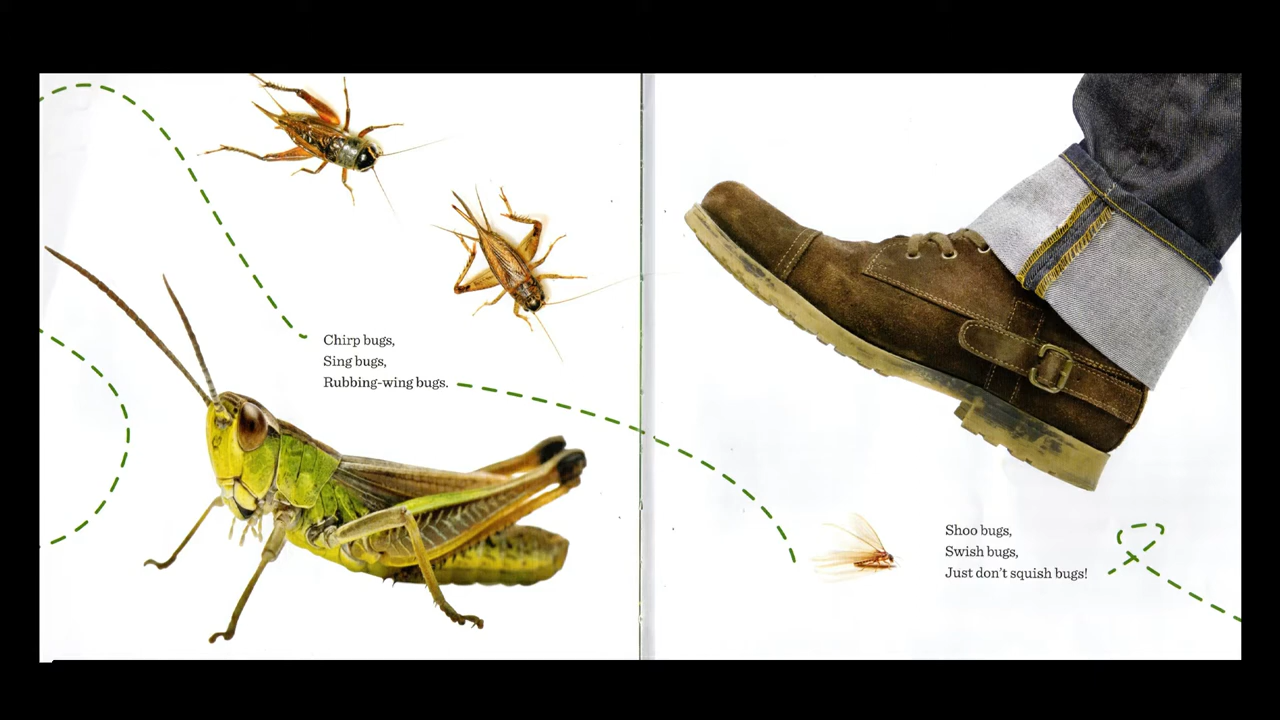 Chirp bugs,
Sing bugs,
Rubbing-wing bugs.
Shoo bugs,
Swish bugs,
Just don't squish bugs!